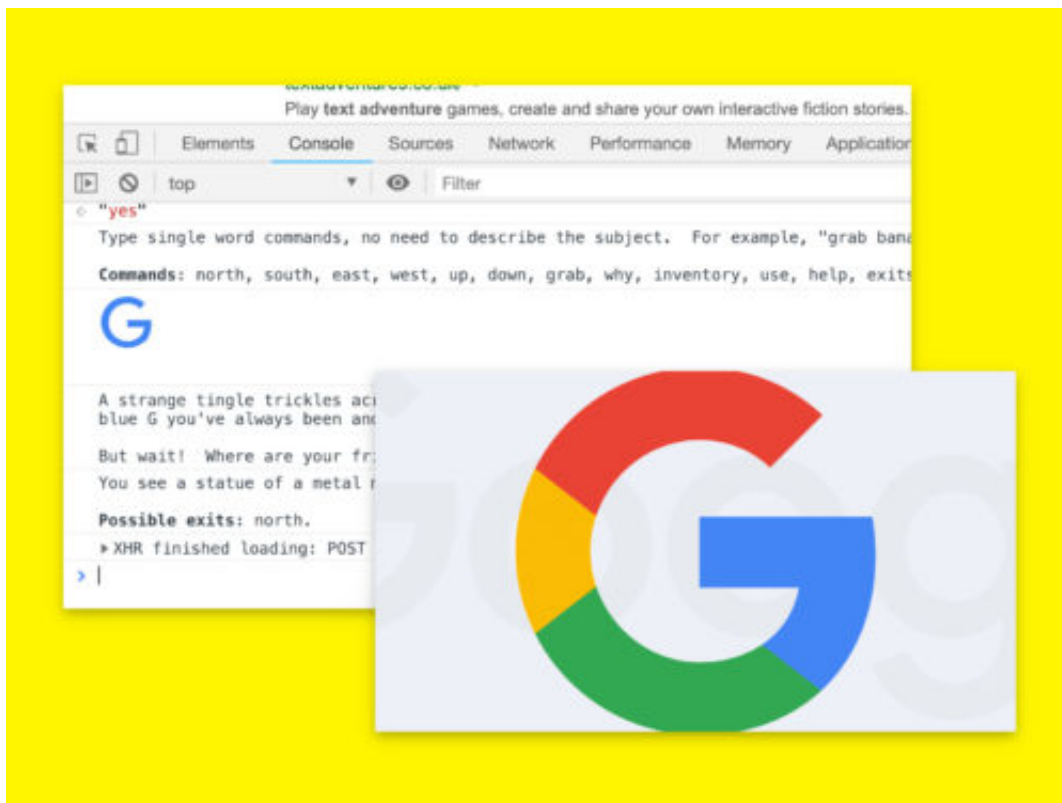 Play text adventure games, create and share your own interactive fiction stories.
Elements Console Sources Network Performance Memory Application
top Filter
"yes"
Type single word commands, no need to describe the subject. For example, "grab
Commands: north, south, east, west, up, down, grab, why, inventory, use, help, exits
G
A strange tingle trickles
blue G you've always been
But wait! Where are your
You see a statue of a metal
Possible exits: north.
XHR finished loading: POST
>
G
Goog